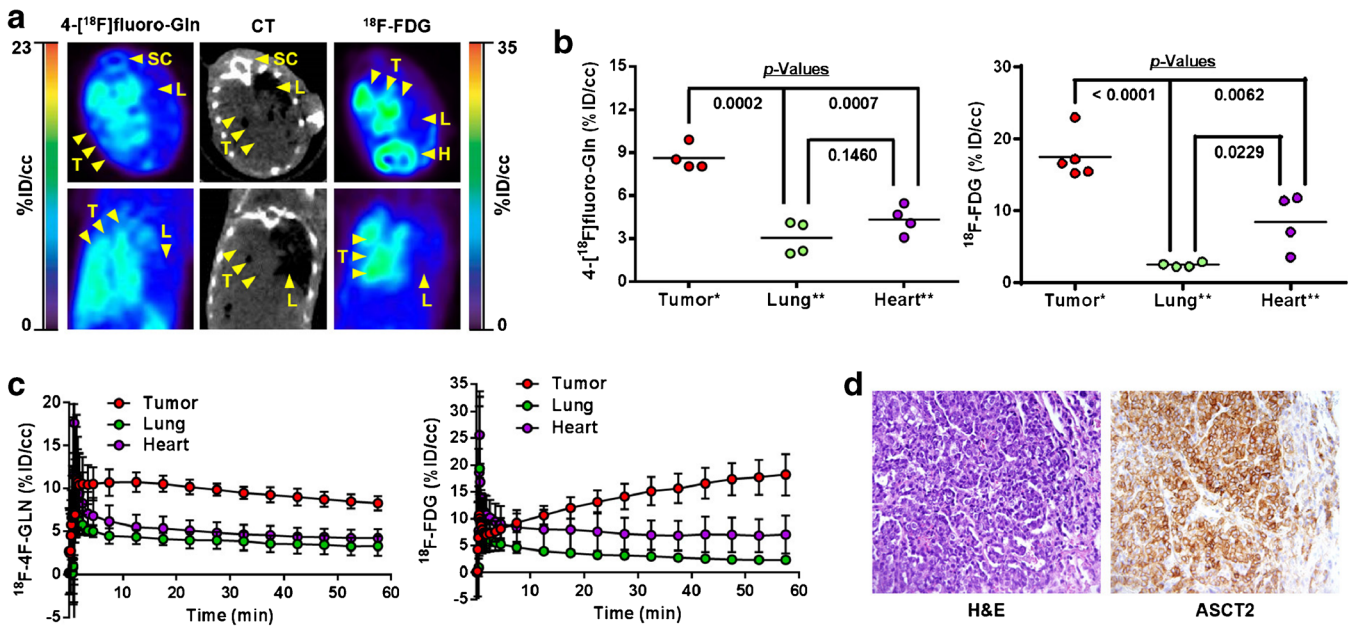 a
4-[¹⁸F]fluoro-Gln CT ¹⁸F-FDG
23
%ID/cc
0
SC
L
T
SC
L
T
T
L
H
35
%ID/cc
0
T
L
T
L
T
L
b
p-Values
15
12
9
6
3
0
4-[¹⁸F]fluoro-Gln (% ID/cc)
0.0002 0.0007
0.1460
Tumor* Lung** Heart**
p-Values
30
20
10
0
¹⁸F-FDG (% ID/cc)
< 0.0001 0.0062
0.0229
Tumor* Lung** Heart**
c
20
15
10
5
0
-5
¹⁸F-4F-GLN (% ID/cc)
Tumor
Lung
Heart
10 20 30 40 50 60
Time (min)
35
30
25
20
15
10
5
0
-5
¹⁸F-FDG (% ID/cc)
Tumor
Lung
Heart
10 20 30 40 50 60
Time (min)
d
H&E ASCT2